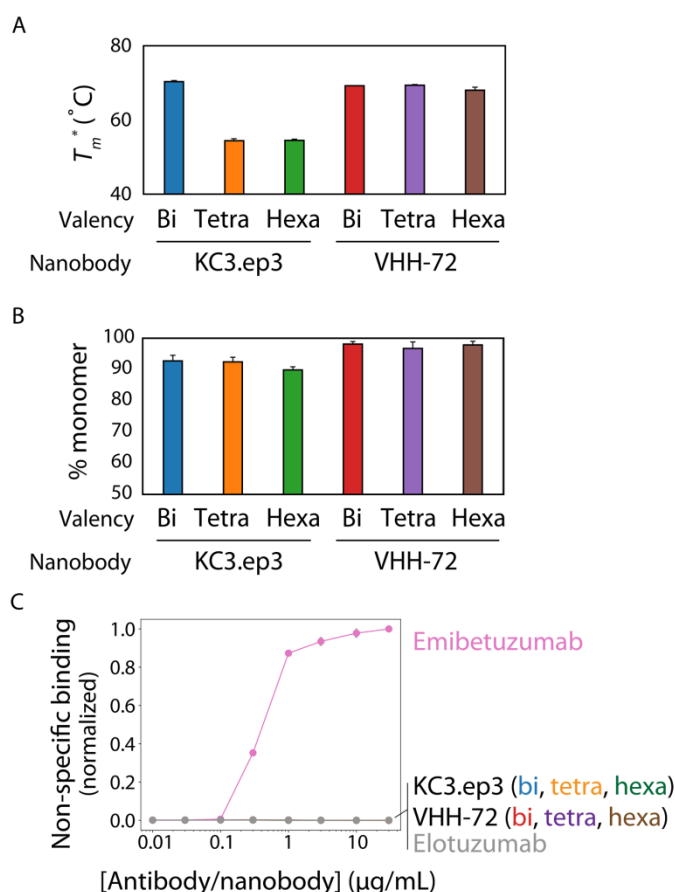 A
80
60
40
Tm* (˚C)
Valency Bi Tetra Hexa Bi Tetra Hexa
Nanobody KC3.ep3 VHH-72
B
100
90
80
70
60
50
% monomer
Valency Bi Tetra Hexa Bi Tetra Hexa
Nanobody KC3.ep3 VHH-72
C
Non-specific binding
(normalized)
1.0
0.8
0.6
0.4
0.2
0.0
Emibetuzumab
KC3.ep3 (bi, tetra, hexa)
VHH-72 (bi, tetra, hexa)
Elotuzumab
0.01 0.1 1 10
[Antibody/nanobody] (µg/mL)